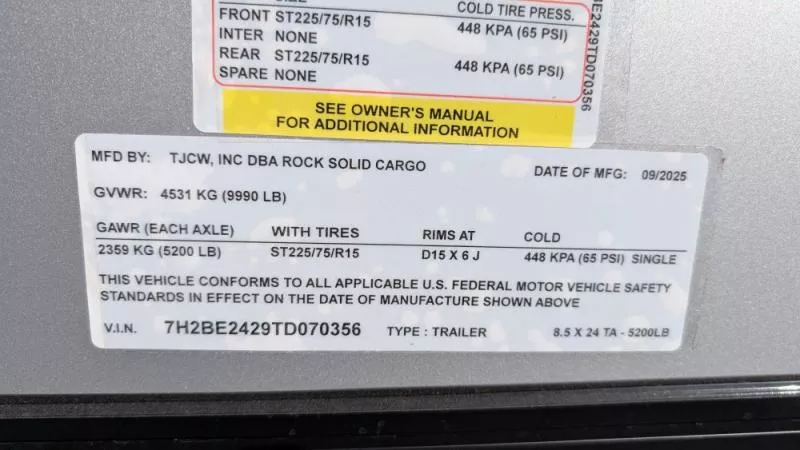 COLD TIRE PRESS.
FRONT ST225/75/R15 448 KPA (65 PSI)
INTER NONE
REAR ST225/75/R15 448 KPA (65 PSI)
SPARE NONE
SEE OWNER'S MANUAL
FOR ADDITIONAL INFORMATION
E2429TD070356
MFD BY: TJCW, INC DBA ROCK SOLID CARGO DATE OF MFG: 09/2025
GVWR: 4531 KG (9990 LB)
GAWR (EACH AXLE) WITH TIRES RIMS AT COLD
2359 KG (5200 LB) ST225/75/R15 D15 X 6 J 448 KPA (65 PSI) SINGLE
THIS VEHICLE CONFORMS TO ALL APPLICABLE U.S. FEDERAL MOTOR VEHICLE SAFETY
STANDARDS IN EFFECT ON THE DATE OF MANUFACTURE SHOWN ABOVE
V.I.N. 7H2BE2429TD070356 TYPE : TRAILER 8.5 X 24 TA - 5200LB